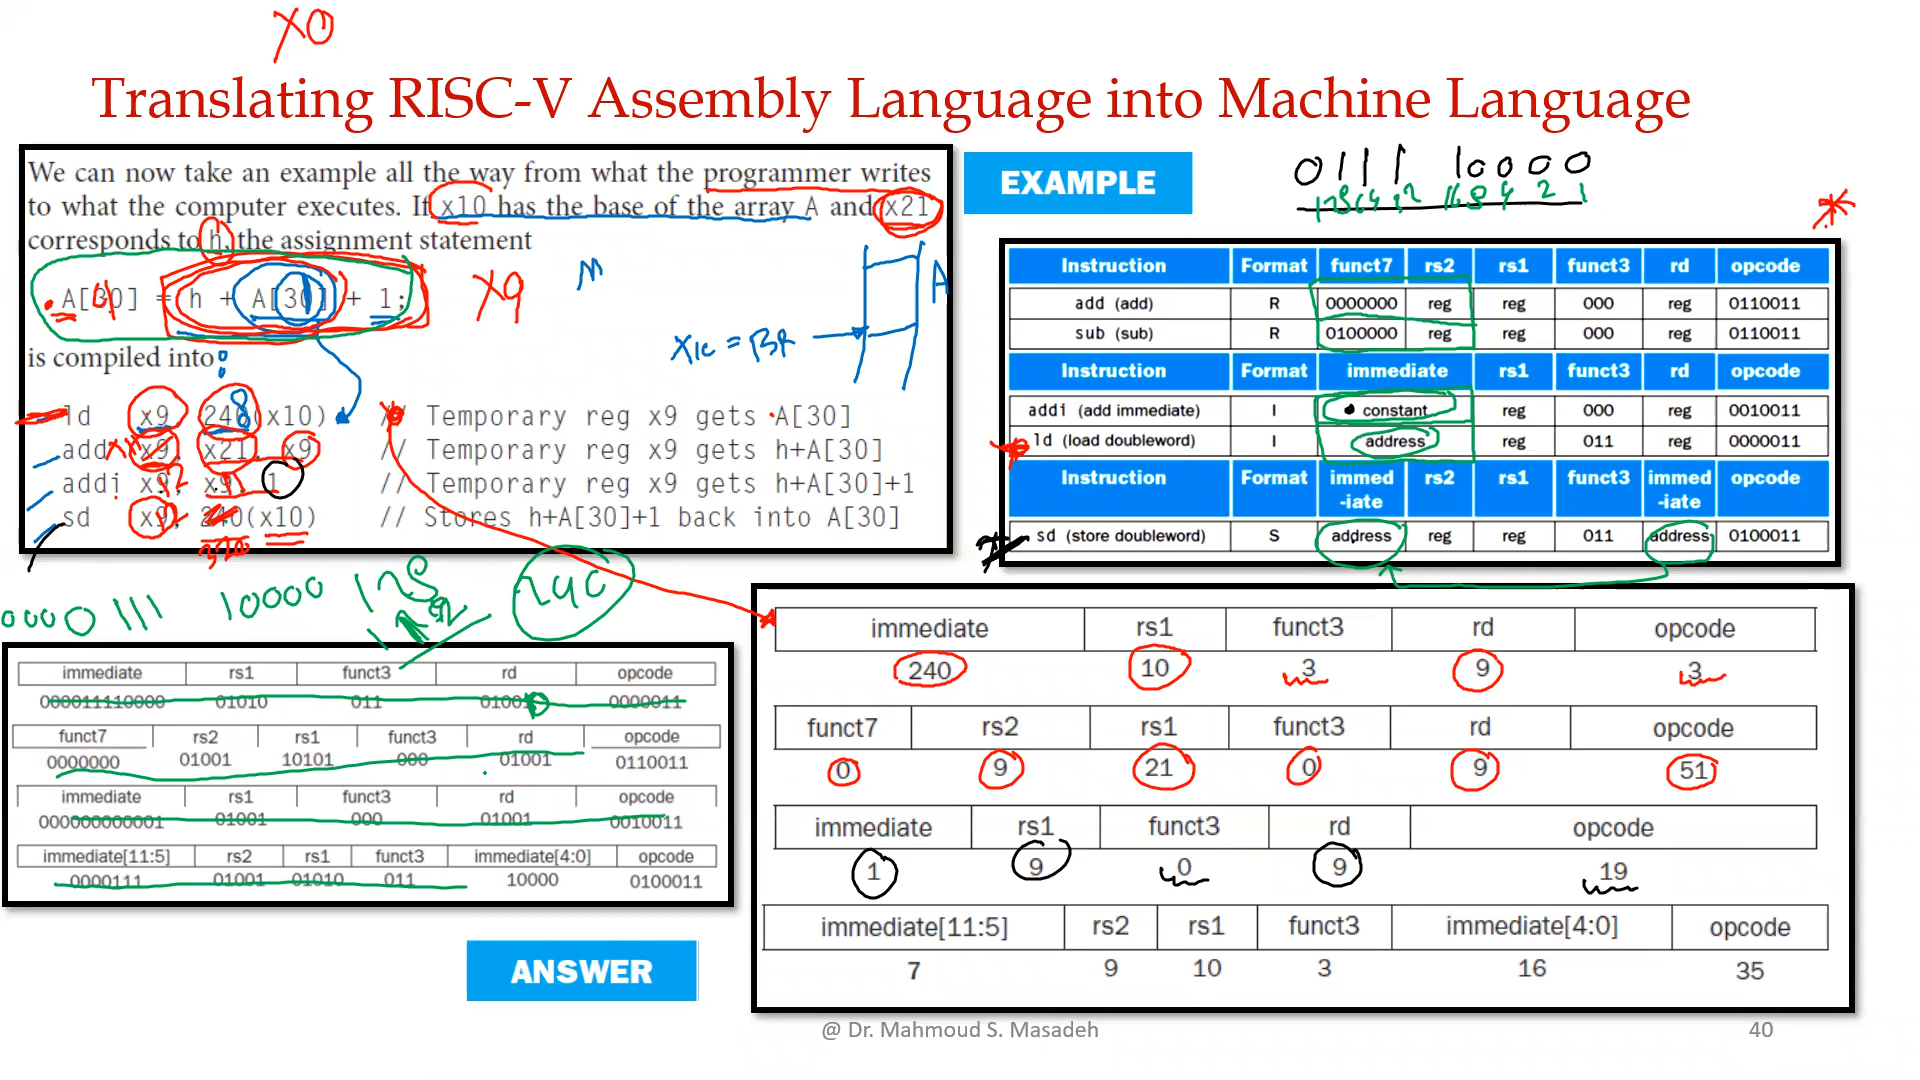 X0
Translating RISC-V Assembly Language into Machine Language
We can now take an example all the way from what the programmer writes
to what the computer executes. If x10 has the base of the array A and x21
corresponds to h, the assignment statement
A[30] = h + A[30] + 1;
X9
M
A
is compiled into:
ld x9, 240(x10) // Temporary reg x9 gets A[30]
add x9, x21, x9 // Temporary reg x9 gets h+A[30]
addi x9, x9, 1 // Temporary reg x9 gets h+A[30]+1
sd x9, 240(x10) // Stores h+A[30]+1 back into A[30]
EXAMPLE
0111 10000
Instruction Format funct7 rs2 rs1 funct3 rd opcode
add (add) R 0000000 reg reg 000 reg 0110011
sub (sub) R 0100000 reg reg 000 reg 0110011
Instruction Format immediate rs1 funct3 rd opcode
addi (add immediate) I constant reg 000 reg 0010011
ld (load doubleword) I address reg 011 reg 0000011
Instruction Format immed rs2 rs1 funct3 immed opcode
-iate -iate
sd (store doubleword) S address reg reg 011 address 0100011
0000 111 10000 128
240
immediate rs1 funct3 rd opcode
000011110000 01010 011 01001 0000011
funct7 rs2 rs1 funct3 rd opcode
0000000 01001 10101 000 01001 0110011
immediate rs1 funct3 rd opcode
000000000001 01001 000 01001 0010011
immediate[11:5] rs2 rs1 funct3 immediate[4:0] opcode
0000111 01001 01010 011 10000 0100011
ANSWER
immediate rs1 funct3 rd opcode
240 10 3 9 3
funct7 rs2 rs1 funct3 rd opcode
0 9 21 0 9 51
immediate rs1 funct3 rd opcode
1 9 0 9 19
immediate[11:5] rs2 rs1 funct3 immediate[4:0] opcode
7 9 10 3 16 35
@ Dr. Mahmoud S. Masadeh
40